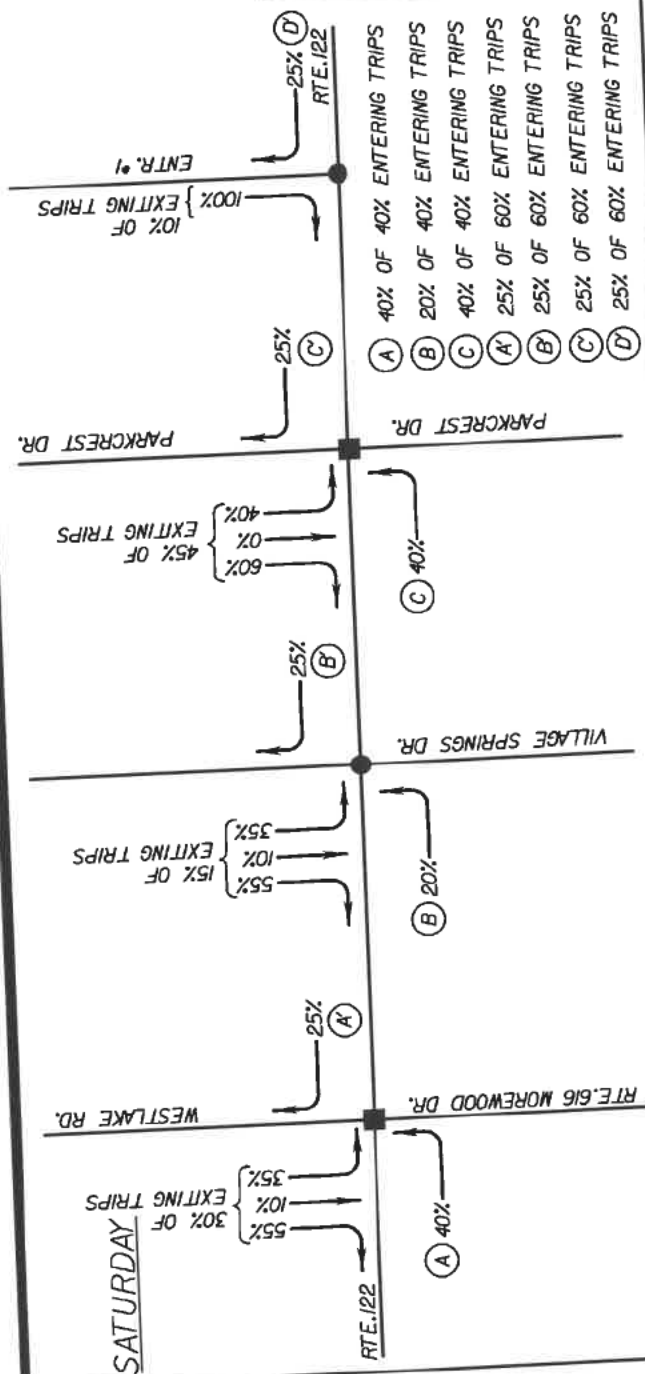 SATURDAY
RTE.122
30% OF
EXITING TRIPS
55%
10%
35%
WESTLAKE RD.
25%
A'
A 40%
RTE.616 MOREWOOD DR.
15% OF
EXITING TRIPS
55%
10%
35%
25%
B'
B 20%
VILLAGE SPRINGS DR.
45% OF
EXITING TRIPS
60%
0%
40%
PARKCREST DR.
25%
C'
C 40%
PARKCREST DR.
10% OF
EXITING TRIPS
100%
ENTR. #1
25% D'
RTE.122
A 40% OF 40% ENTERING TRIPS
B 20% OF 40% ENTERING TRIPS
C 40% OF 40% ENTERING TRIPS
A' 25% OF 60% ENTERING TRIPS
B' 25% OF 60% ENTERING TRIPS
C' 25% OF 60% ENTERING TRIPS
D' 25% OF 60% ENTERING TRIPS